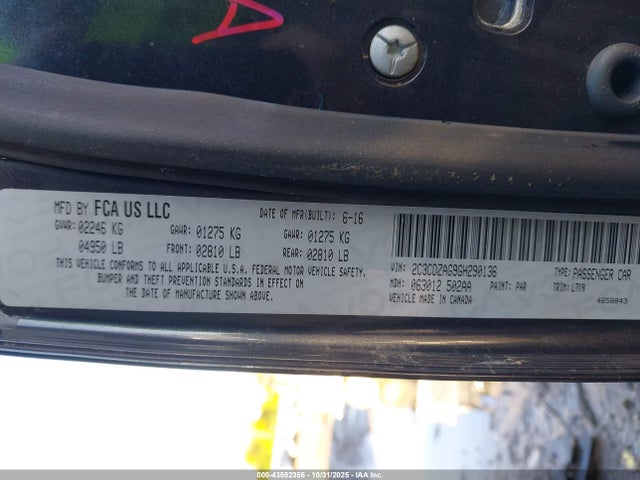 A
MFD BY FCA US LLC
DATE OF MFR(BUILT): 6-16
GVWR: 02246 KG GAWR: 01275 KG GAWR: 01275 KG
04950 LB FRONT: 02810 LB REAR: 02810 LB
THIS VEHICLE CONFORMS TO ALL APPLICABLE U.S.A. FEDERAL MOTOR VEHICLE SAFETY,
BUMPER AND THEFT PREVENTION STANDARDS IN EFFECT ON
THE DATE OF MANUFACTURE SHOWN ABOVE.
VIN: 2C3CDZAG9GH290136 TYPE: PASSENGER CAR
MDH: 063012 502AA PAINT: PAR TRIM: L7X9
VEHICLE MADE IN CANADA 4658843
000-43582356 • 10/31/2025 • IAAI.COM